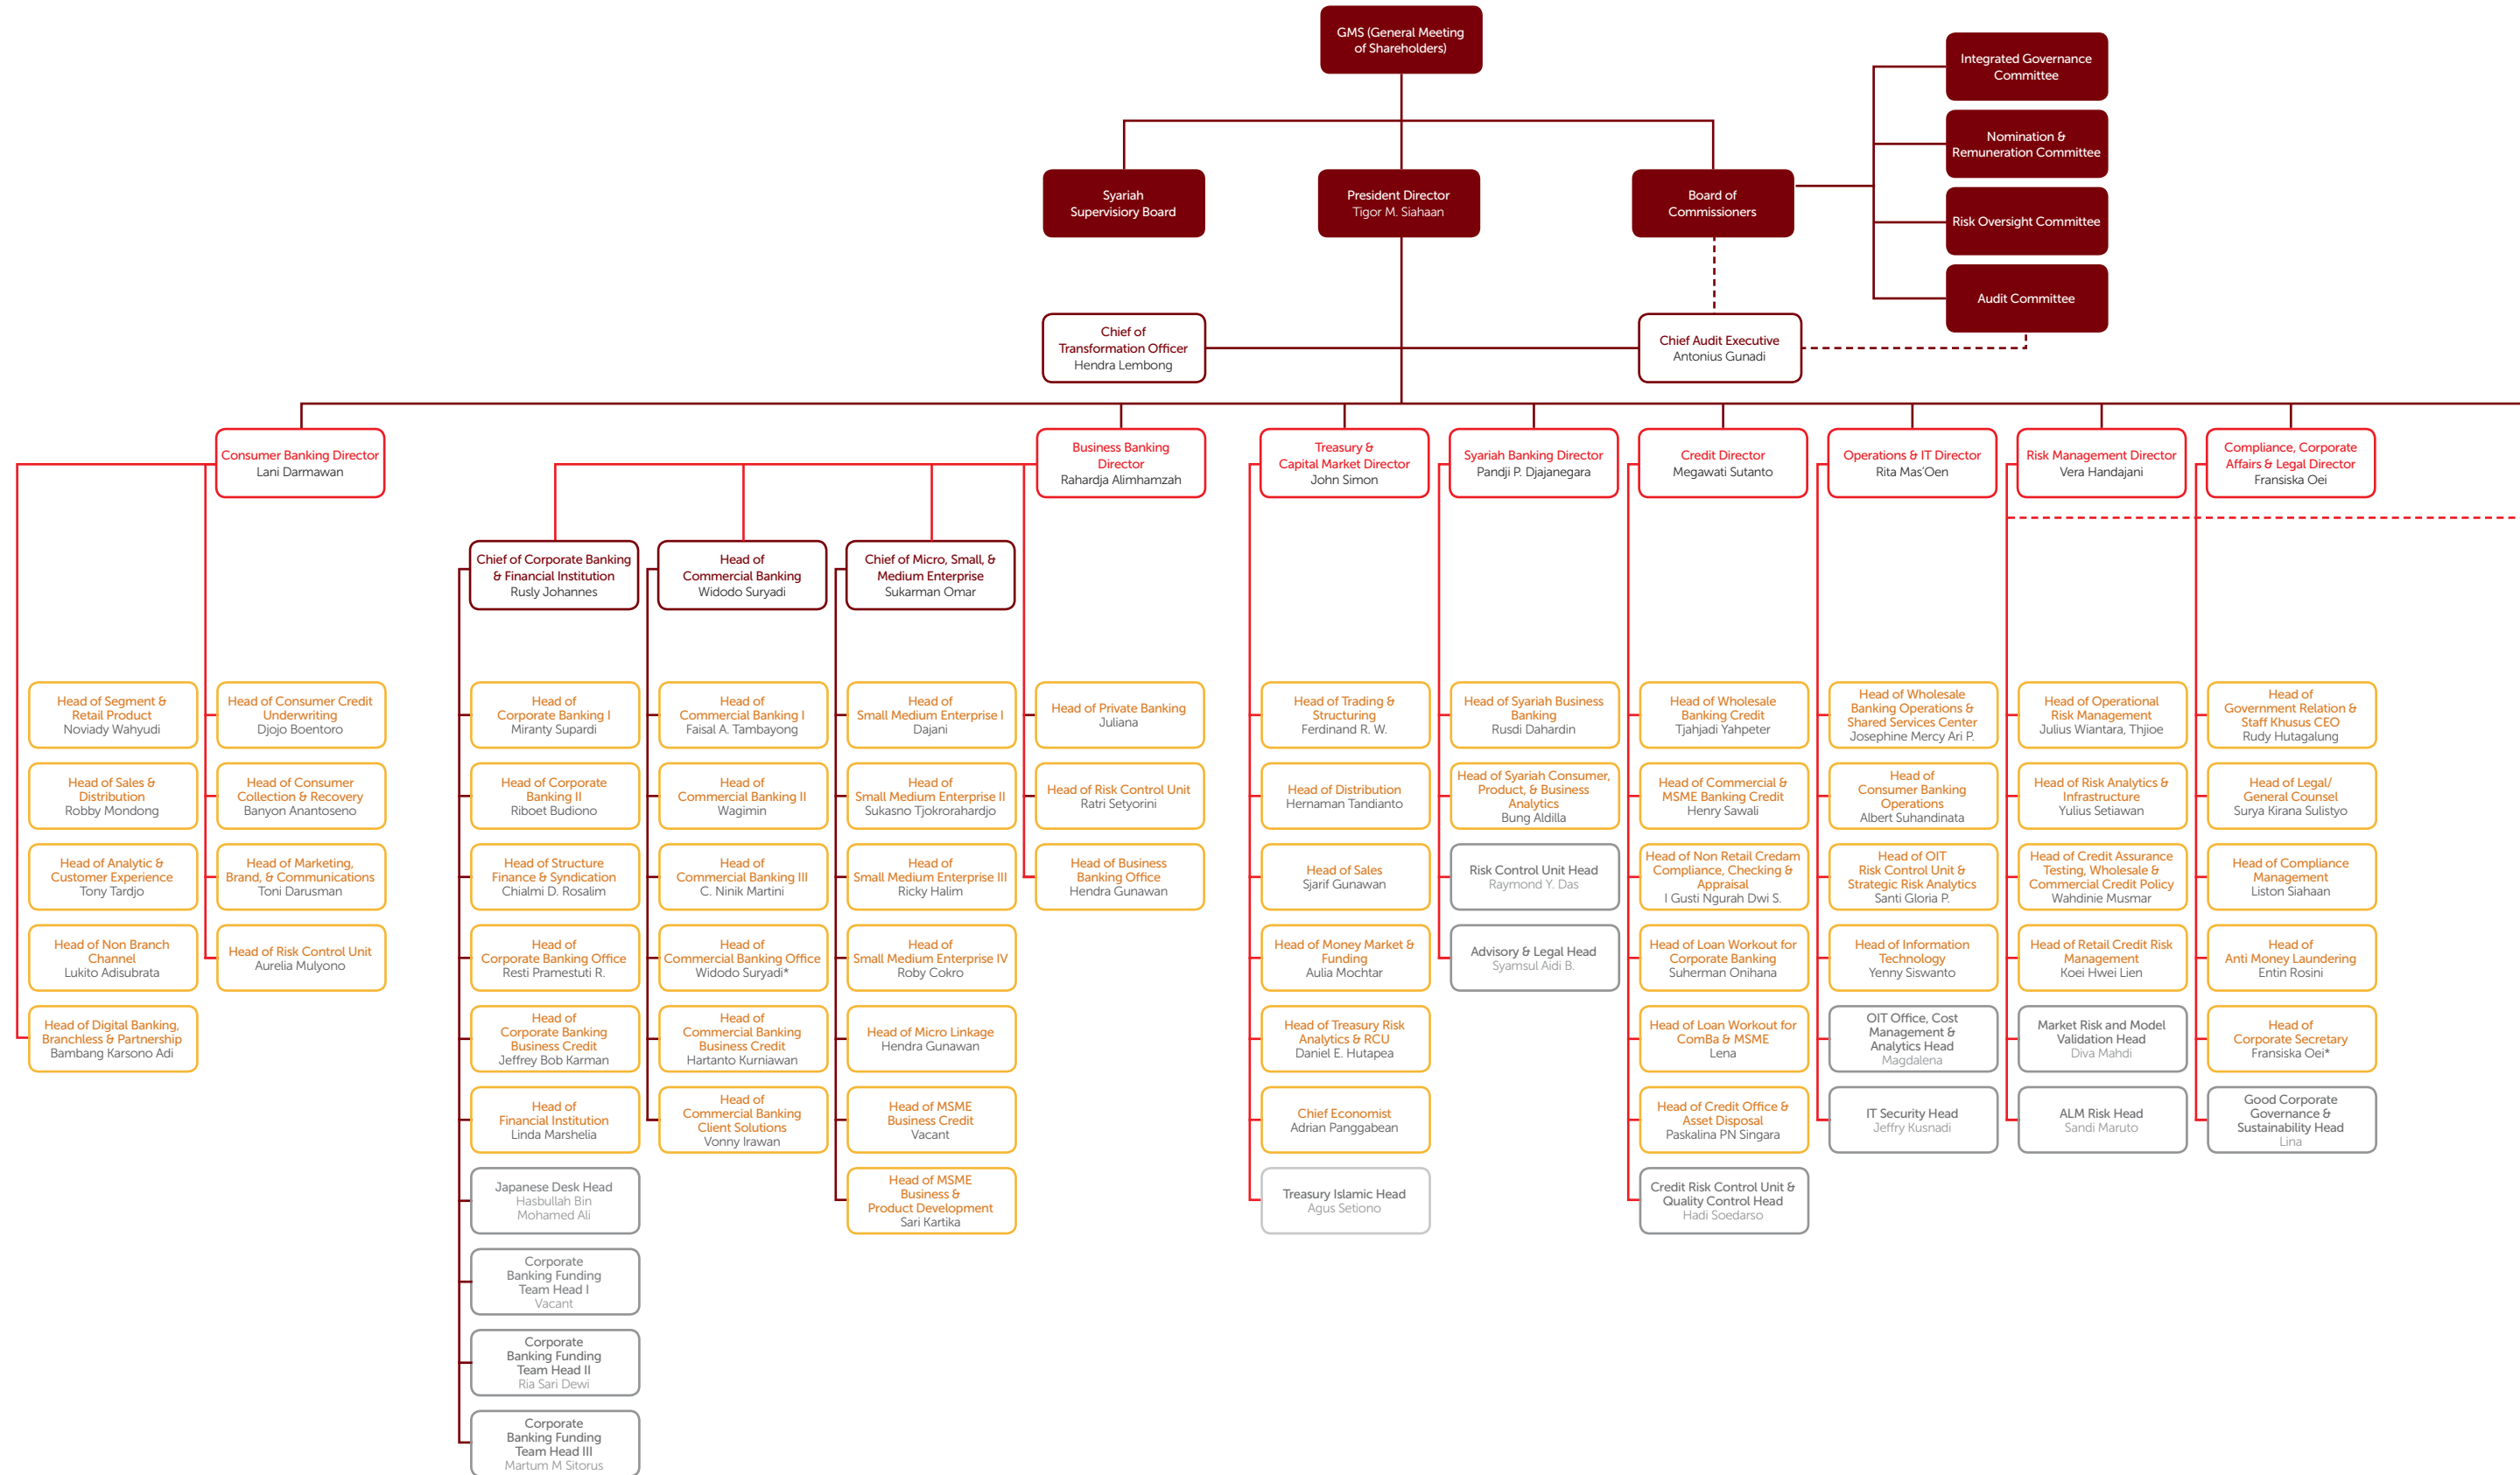 GMS (General Meeting
of Shareholders)
Integrated Governance
Committee
Nomination &
Remuneration Committee
Risk Oversight Committee
Audit Committee
Syariah
Supervisiory Board
President Director
Tigor M. Siahaan
Board of
Commissioners
Chief of
Transformation Officer
Hendra Lembong
Chief Audit Executive
Antonius Gunadi
Consumer Banking Director
Lani Darmawan
Business Banking
Director
Rahardja Alimhamzah
Treasury &
Capital Market Director
John Simon
Syariah Banking Director
Pandji P. Djajanegara
Credit Director
Megawati Sutanto
Operations & IT Director
Rita Mas'Oen
Risk Management Director
Vera Handajani
Compliance, Corporate
Affairs & Legal Director
Fransiska Oei
Chief of Corporate Banking
& Financial Institution
Rusly Johannes
Head of
Commercial Banking
Widodo Suryadi
Chief of Micro, Small, &
Medium Enterprise
Sukarman Omar
Head of Segment &
Retail Product
Noviady Wahyudi
Head of Sales &
Distribution
Robby Mondong
Head of Analytic &
Customer Experience
Tony Tardjo
Head of Non Branch
Channel
Lukito Adisubrata
Head of Digital Banking,
Branchless & Partnership
Bambang Karsono Adi
Head of Consumer Credit
Underwriting
Djojo Boentoro
Head of Consumer
Collection & Recovery
Banyon Anantoseno
Head of Marketing,
Brand, & Communications
Toni Darusman
Head of Risk Control Unit
Aurelia Mulyono
Head of
Corporate Banking I
Miranty Supardi
Head of Corporate
Banking II
Riboet Budiono
Head of Structure
Finance & Syndication
Chialmi D. Rosalim
Head of
Corporate Banking Office
Resti Pramestuti R.
Head of
Corporate Banking
Business Credit
Jeffrey Bob Karman
Head of
Financial Institution
Linda Marshelia
Japanese Desk Head
Hasbullah Bin
Mohamed Ali
Corporate
Banking Funding
Team Head I
Vacant
Corporate
Banking Funding
Team Head II
Ria Sari Dewi
Corporate
Banking Funding
Team Head III
Martum M Sitorus
Head of
Commercial Banking I
Faisal A. Tambayong
Head of
Commercial Banking II
Wagimin
Head of
Commercial Banking III
C. Ninik Martini
Head of
Commercial Banking Office
Widodo Suryadi*
Head of
Commercial Banking
Business Credit
Hartanto Kurniawan
Head of
Commercial Banking
Client Solutions
Vonny Irawan
Head of
Small Medium Enterprise I
Dajani
Head of
Small Medium Enterprise II
Sukasno Tjokrorahardjo
Head of
Small Medium Enterprise III
Ricky Halim
Head of
Small Medium Enterprise IV
Roby Cokro
Head of Micro Linkage
Hendra Gunawan
Head of MSME
Business Credit
Vacant
Head of MSME
Business &
Product Development
Sari Kartika
Head of Private Banking
Juliana
Head of Risk Control Unit
Ratri Setyorini
Head of Business
Banking Office
Hendra Gunawan
Head of Trading &
Structuring
Ferdinand R. W.
Head of Distribution
Hernaman Tandianto
Head of Sales
Sjarif Gunawan
Head of Money Market &
Funding
Aulia Mochtar
Head of Treasury Risk
Analytics & RCU
Daniel E. Hutapea
Chief Economist
Adrian Panggabean
Treasury Islamic Head
Agus Setiono
Head of Syariah Business
Banking
Rusdi Dahardin
Head of Syariah Consumer,
Product, & Business
Analytics
Bung Aldilla
Risk Control Unit Head
Raymond Y. Das
Advisory & Legal Head
Syamsul Aidi B.
Head of Wholesale
Banking Credit
Tjahjadi Yahpeter
Head of Commercial &
MSME Banking Credit
Henry Sawali
Head of Non Retail Credam
Compliance, Checking &
Appraisal
I Gusti Ngurah Dwi S.
Head of Loan Workout for
Corporate Banking
Suherman Onihana
Head of Loan Workout for
ComBa & MSME
Lena
Head of Credit Office &
Asset Disposal
Paskalina PN Singara
Credit Risk Control Unit &
Quality Control Head
Hadi Soedarso
Head of Wholesale
Banking Operations &
Shared Services Center
Josephine Mercy Ari P.
Head of
Consumer Banking
Operations
Albert Suhandinata
Head of OIT
Risk Control Unit &
Strategic Risk Analytics
Santi Gloria P.
Head of Information
Technology
Yenny Siswanto
OIT Office, Cost
Management &
Analytics Head
Magdalena
IT Security Head
Jeffry Kusnadi
Head of Operational
Risk Management
Julius Wiantara, Thjioe
Head of Risk Analytics &
Infrastructure
Yulius Setiawan
Head of Credit Assurance
Testing, Wholesale &
Commercial Credit Policy
Wahdinie Musmar
Head of Retail Credit Risk
Management
Koei Hwei Lien
Market Risk and Model
Validation Head
Diva Mahdi
ALM Risk Head
Sandi Maruto
Head of
Government Relation &
Staff Khusus CEO
Rudy Hutagalung
Head of Legal/
General Counsel
Surya Kirana Sulistyo
Head of Compliance
Management
Liston Siahaan
Head of
Anti Money Laundering
Entin Rosini
Head of
Corporate Secretary
Fransiska Oei*
Good Corporate
Governance &
Sustainability Head
Lina